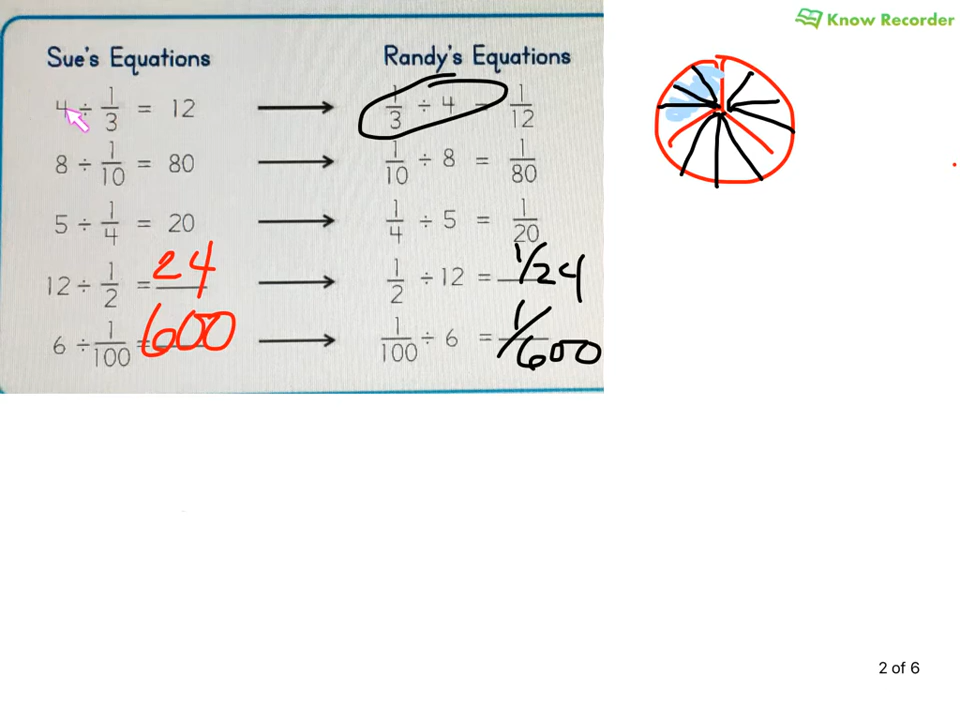 Know Recorder
Sue's Equations Randy's Equations
4 ÷ 1/3 = 12 → 1/3 ÷ 4 = 1/12
8 ÷ 1/10 = 80 → 1/10 ÷ 8 = 1/80
5 ÷ 1/4 = 20 → 1/4 ÷ 5 = 1/20
12 ÷ 1/2 = 24 → 1/2 ÷ 12 = 1/24
6 ÷ 1/100 = 600 → 1/100 ÷ 6 = 1/600
2 of 6